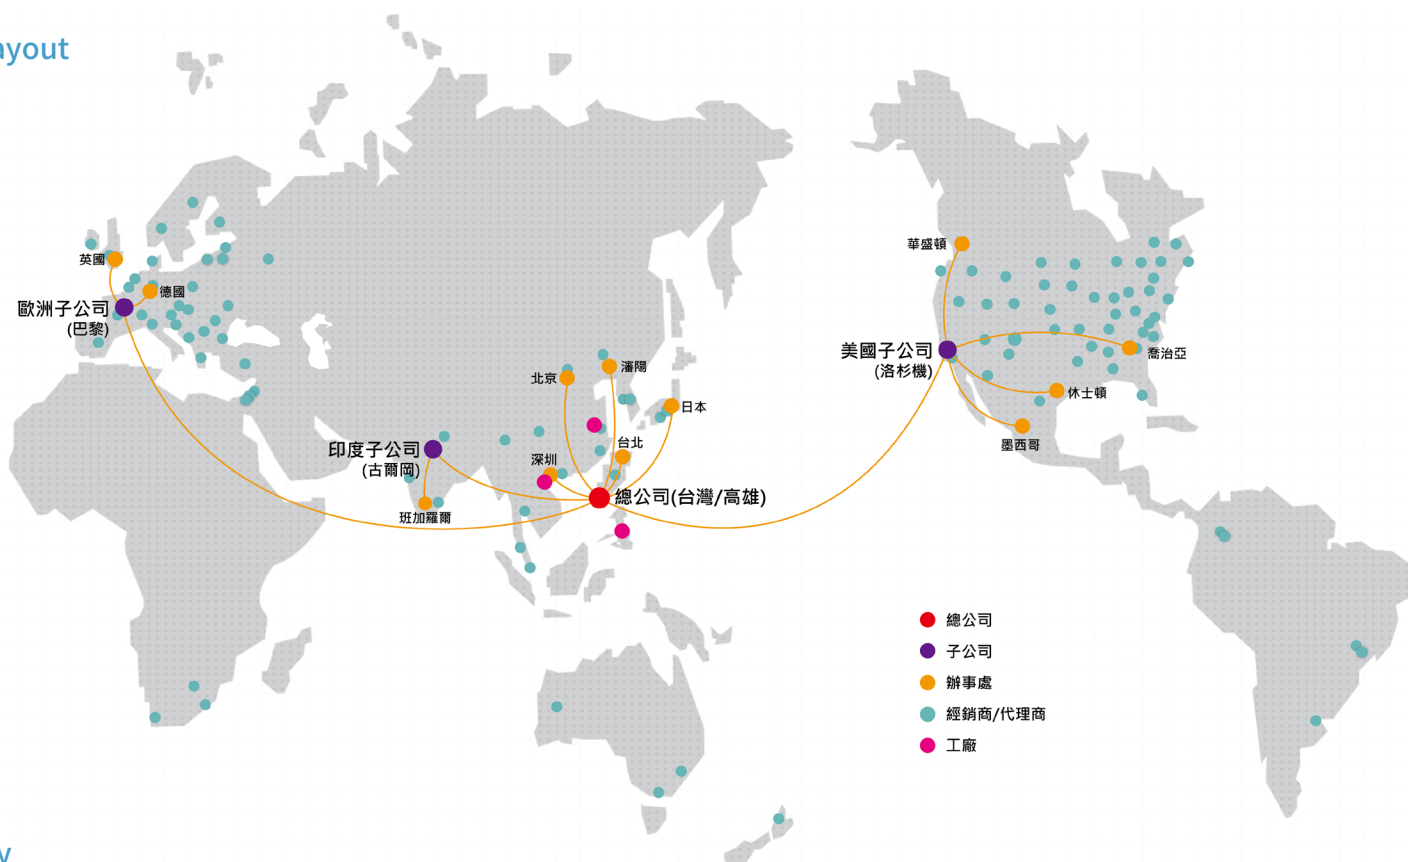 ayout
華盛頓
英國
德國
歐洲子公司
(巴黎)
美國子公司
(洛杉機)
喬治亞
瀋陽
北京
休士頓
日本
墨西哥
台北
印度子公司
(古爾岡)
深圳
總公司(台灣/高雄)
班加羅爾
總公司
子公司
辦事處
經銷商/代理商
工廠